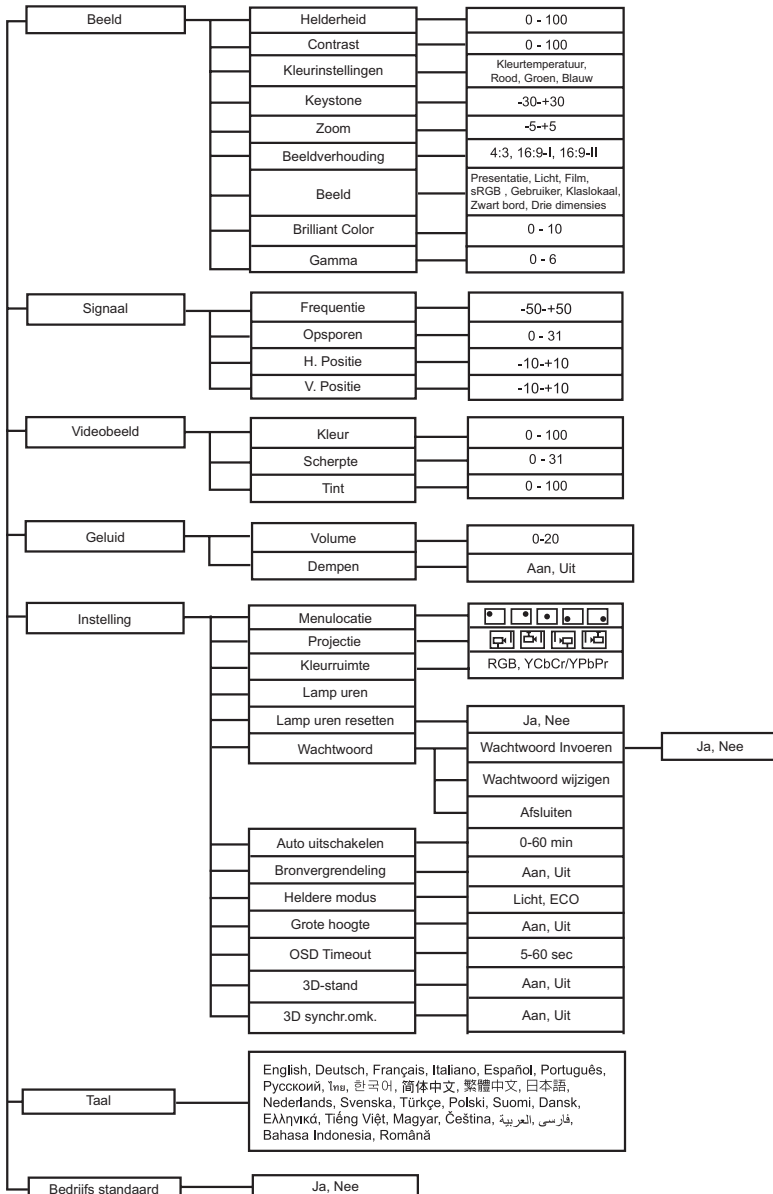 Beeld
Helderheid
0 - 100
Contrast
0 - 100
Kleurinstellingen
Kleurtemperatuur,
Rood, Groen, Blauw
Keystone
-30-+30
Zoom
-5-+5
Beeldverhouding
4:3, 16:9-I, 16:9-II
Beeld
Presentatie, Licht, Film,
sRGB , Gebruiker, Klaslokaal,
Zwart bord, Drie dimensies
Brilliant Color
0 - 10
Gamma
0 - 6
Signaal
Frequentie
-50-+50
Opsporen
0 - 31
H. Positie
-10-+10
V. Positie
-10-+10
Videobeeld
Kleur
0 - 100
Scherpte
0 - 31
Tint
0 - 100
Geluid
Volume
0-20
Dempen
Aan, Uit
Instelling
Menulocatie
Projectie
Kleurruimte
RGB, YCbCr/YPbPr
Lamp uren
Lamp uren resetten
Ja, Nee
Wachtwoord
Wachtwoord Invoeren
Ja, Nee
Wachtwoord wijzigen
Afsluiten
Auto uitschakelen
0-60 min
Bronvergrendeling
Aan, Uit
Heldere modus
Licht, ECO
Grote hoogte
Aan, Uit
OSD Timeout
5-60 sec
3D-stand
Aan, Uit
3D synchr.omk.
Aan, Uit
Taal
English, Deutsch, Français, Italiano, Español, Português,
Русскоий, ไทย, 한국어, 简体中文, 繁體中文, 日本語,
Nederlands, Svenska, Türkçe, Polski, Suomi, Dansk,
Ελληνικά, Tiếng Việt, Magyar, Čeština, فارسی, العربية,
Bahasa Indonesia, Română
Bedrijfs standaard
Ja, Nee